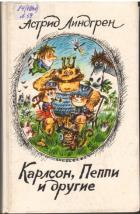 Астрид Линдгрен
Карлсон, Пеппи
и другие